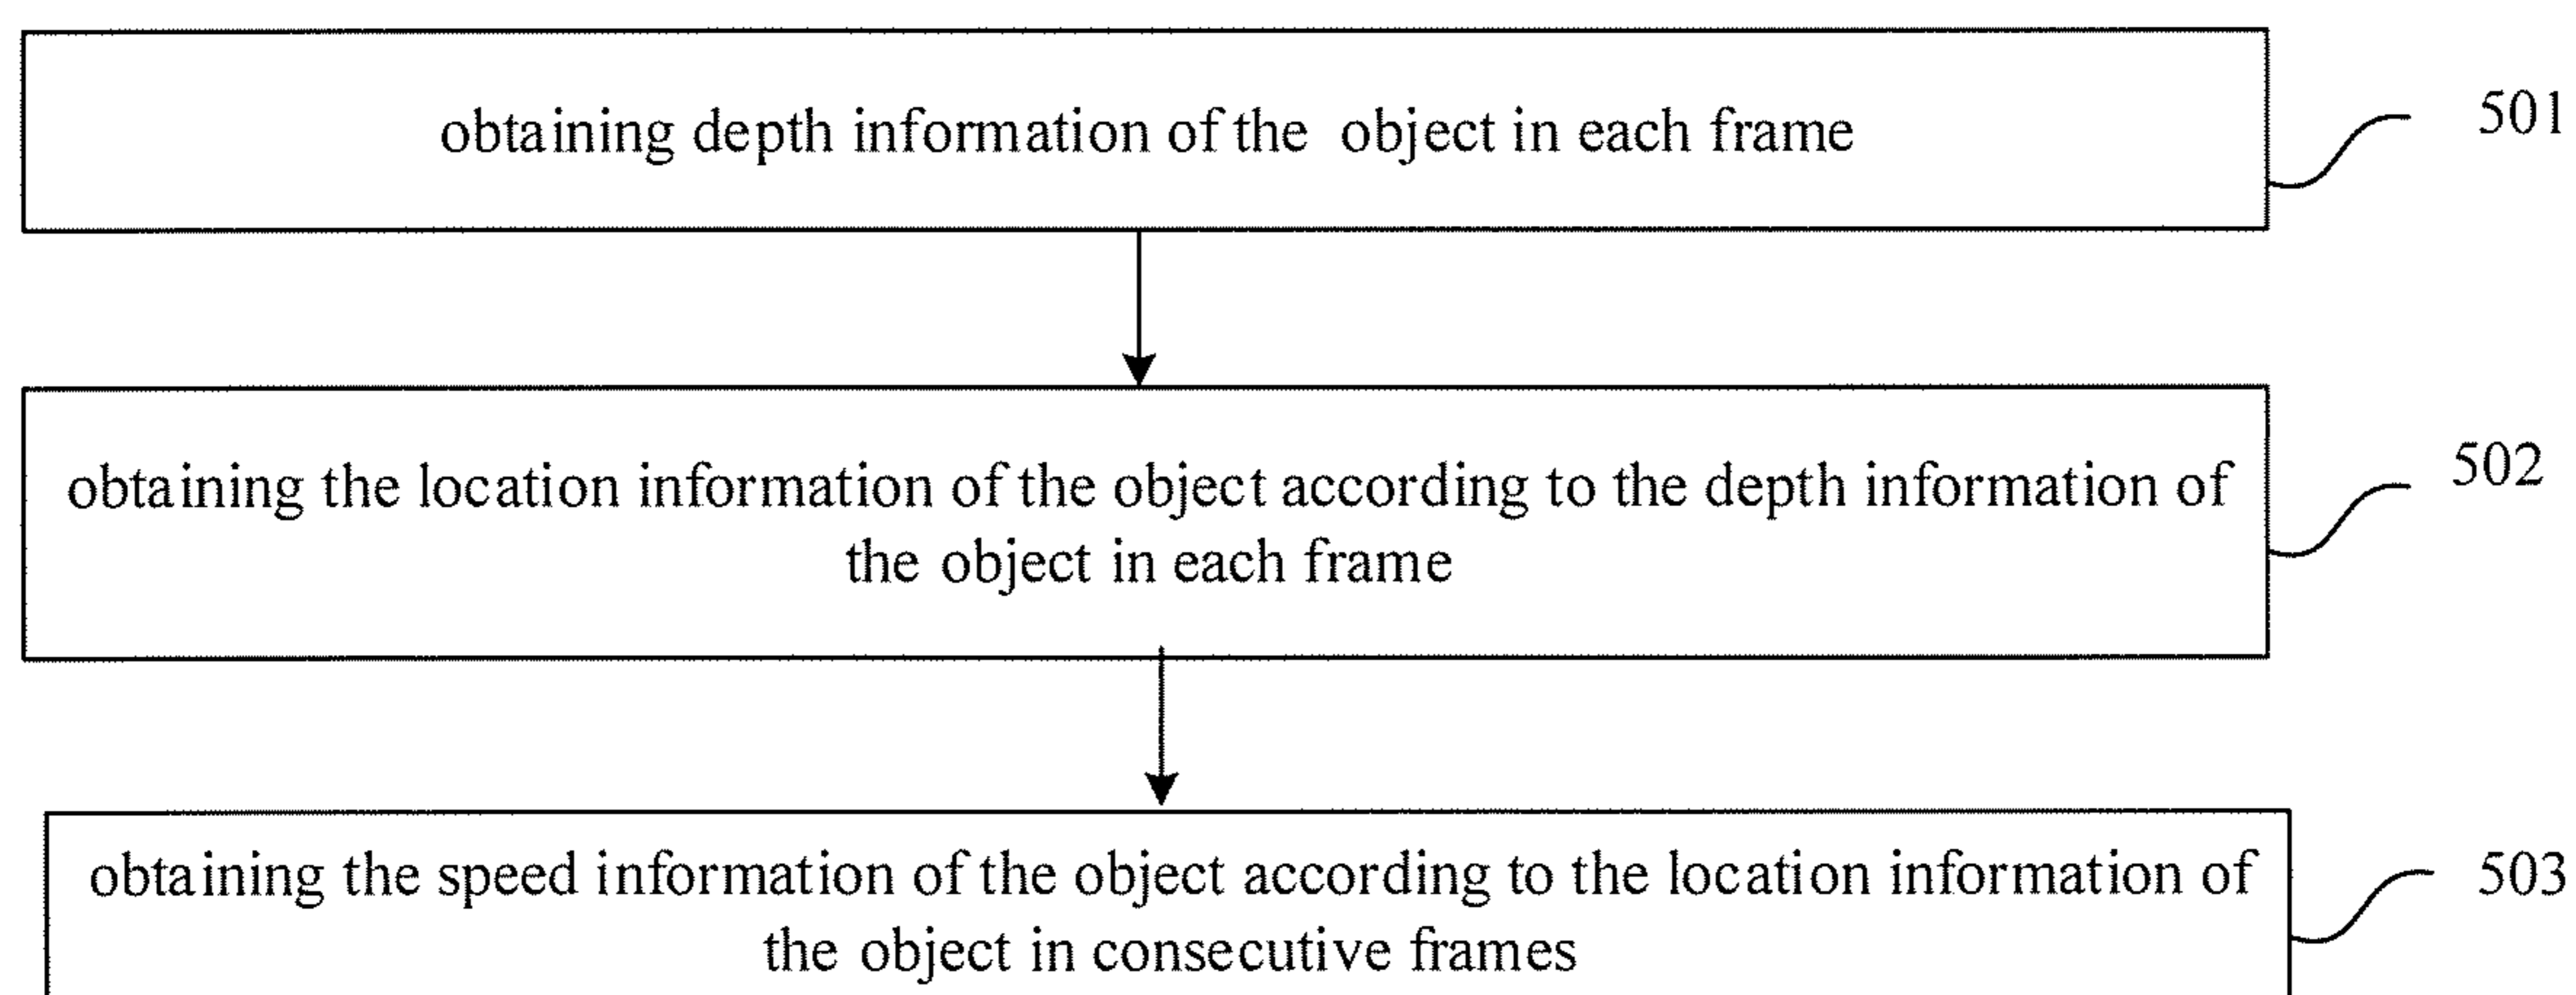 obtaining depth information of the object in each frame
501
obtaining the location information of the object according to the depth information of
the object in each frame
502
obtaining the speed information of the object according to the location information of
the object in consecutive frames
503